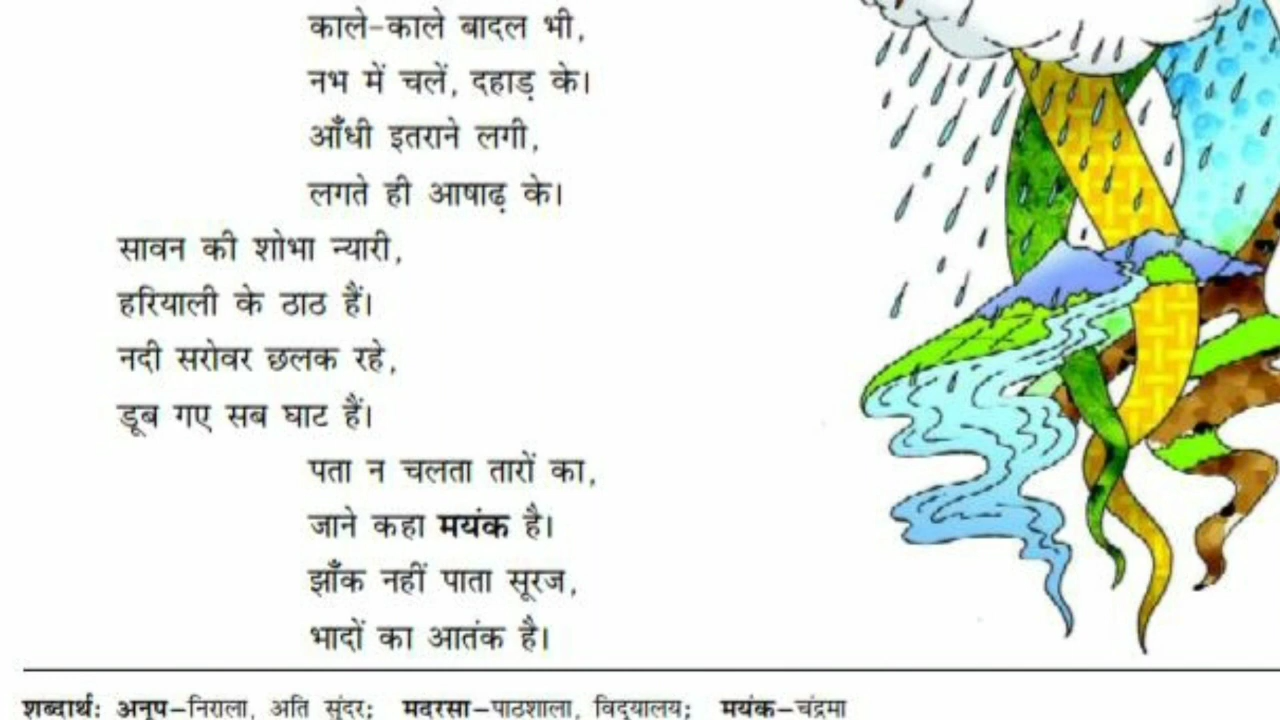 काले-काले बादल भी,
नभ में चलें, दहाड़ के।
आँधी इतराने लगी,
लगते ही आषाढ़ के।
सावन की शोभा न्यारी,
हरियाली के ठाठ हैं।
नदी सरोवर छलक रहे,
डूब गए सब घाट हैं।
पता न चलता तारों का,
जाने कहा मयंक है।
झाँक नहीं पाता सूरज,
भादों का आतंक है।
शब्दार्थ: अनूप–निराला, अति सुंदर; मदरसा–पाठशाला, विद्यालय; मयंक–चंद्रमा